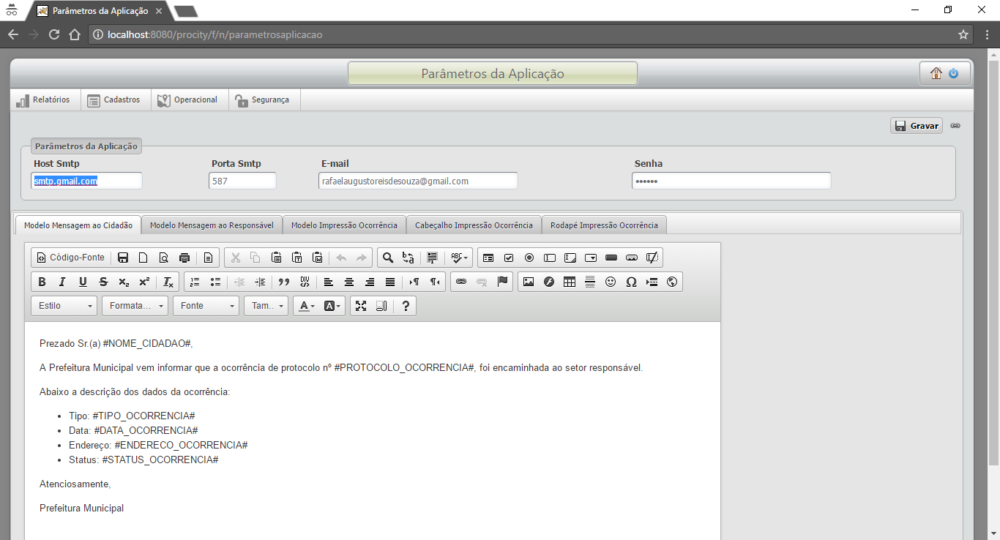 Parâmetros da Aplicação
localhost:8080/procity/f/n/parametrosaplicacao
Parâmetros da Aplicação
Relatórios Cadastros Operacional Segurança
Gravar
Parâmetros da Aplicação
Host Smtp Porta Smtp E-mail Senha
smtp.gmail.com 587 rafaelaugustoreisdesouza@gmail.com ••••••
Modelo Mensagem ao Cidadão Modelo Mensagem ao Responsável Modelo Impressão Ocorrência Cabeçalho Impressão Ocorrência Rodapé Impressão Ocorrência
Código-Fonte
Estilo Formata... Fonte Tam...
Prezado Sr.(a) #NOME_CIDADAO#,
A Prefeitura Municipal vem informar que a ocorrência de protocolo nº #PROTOCOLO_OCORRENCIA#, foi encaminhada ao setor responsável.
Abaixo a descrição dos dados da ocorrência:
• Tipo: #TIPO_OCORRENCIA#
• Data: #DATA_OCORRENCIA#
• Endereço: #ENDERECO_OCORRENCIA#
• Status: #STATUS_OCORRENCIA#
Atenciosamente,
Prefeitura Municipal